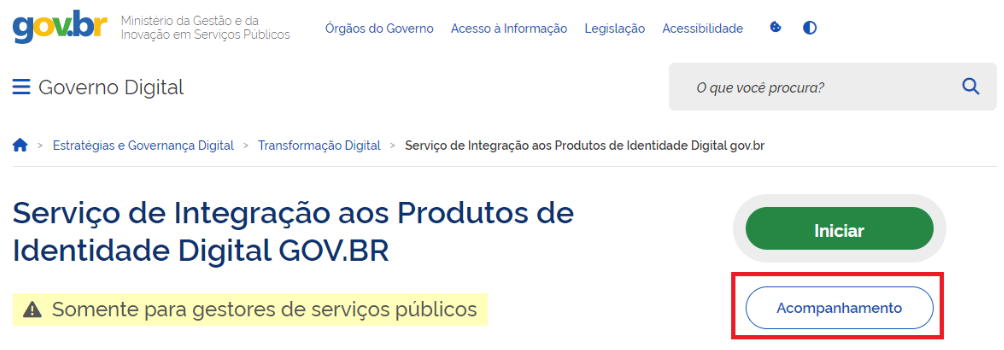 gov.br
Ministério da Gestão e da
Inovação em Serviços Públicos
Órgãos do Governo Acesso à Informação Legislação Acessibilidade
Governo Digital
O que você procura?
Estratégias e Governança Digital > Transformação Digital > Serviço de Integração aos Produtos de Identidade Digital gov.br
Serviço de Integração aos Produtos de
Identidade Digital GOV.BR
Iniciar
Somente para gestores de serviços públicos
Acompanhamento